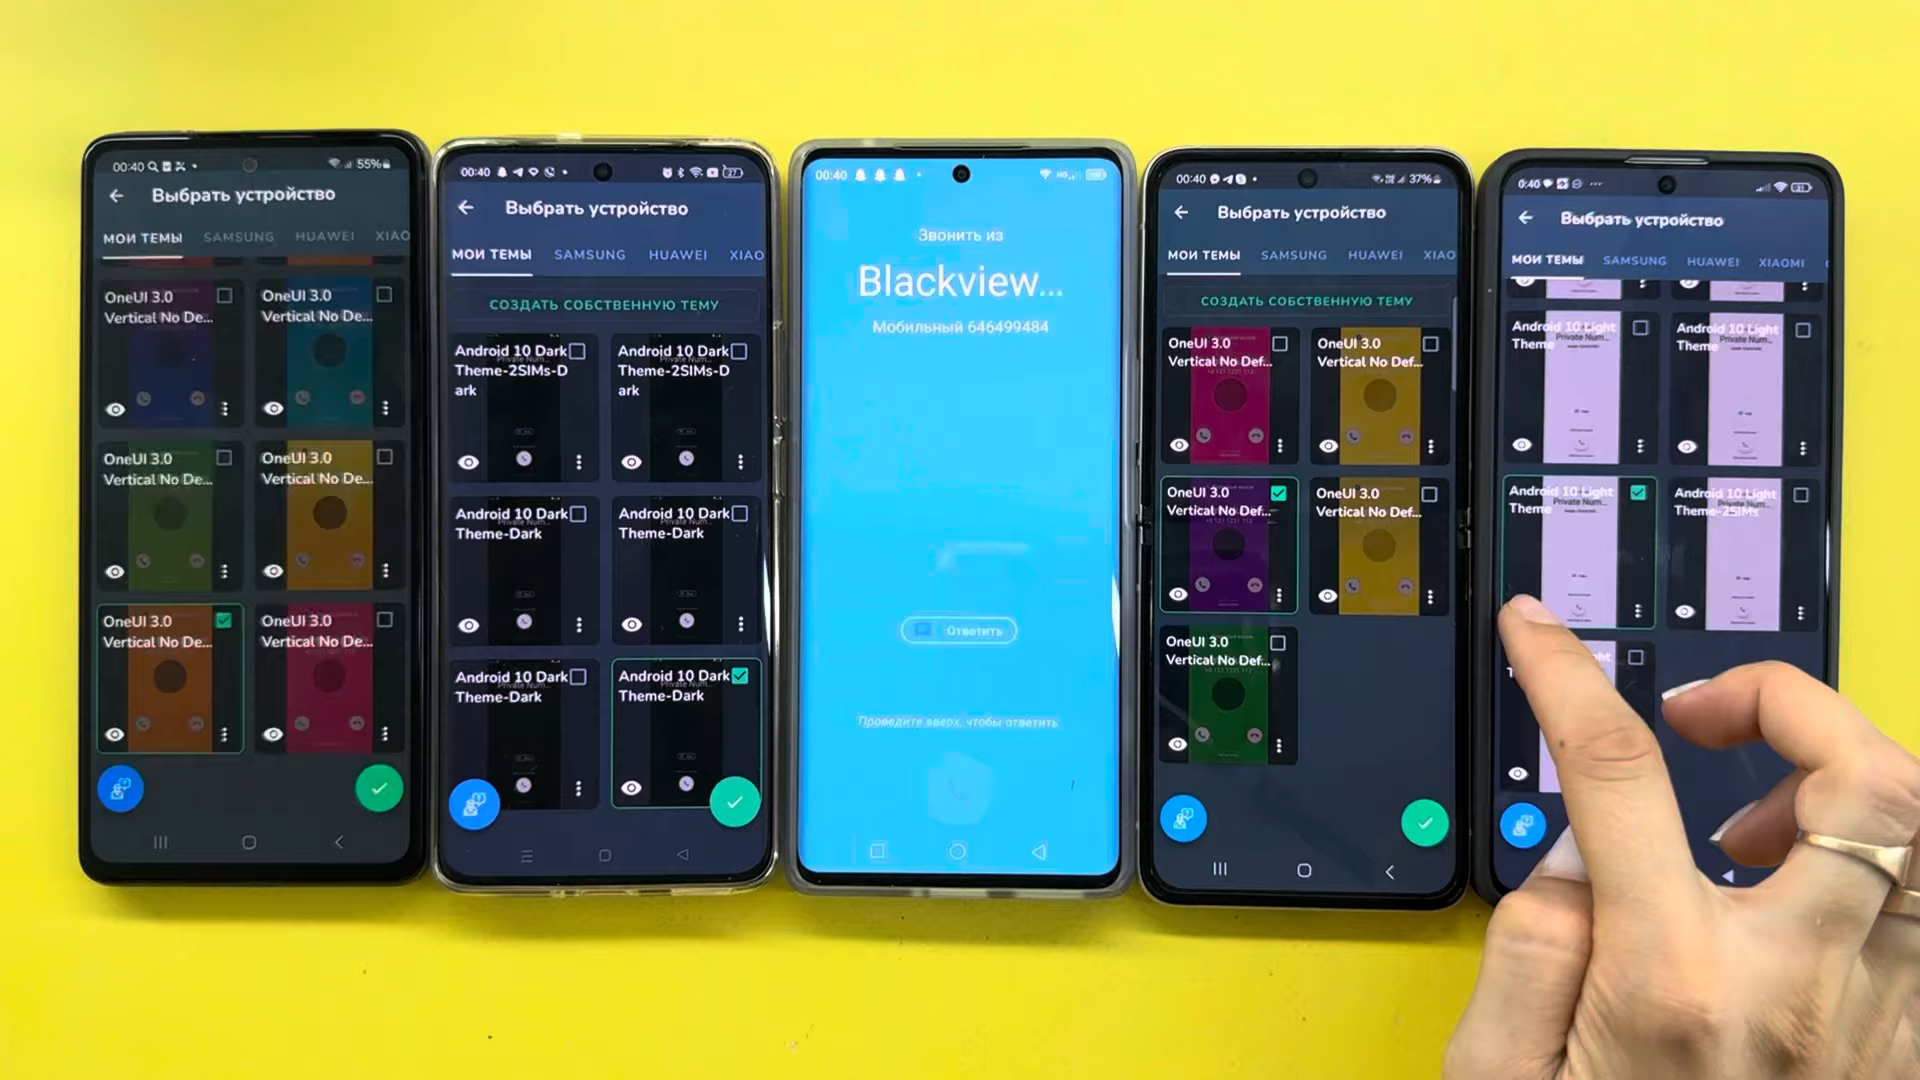 00:40
55%
Выбрать устройство
МОИ ТЕМЫ SAMSUNG HUAWEI XIAO
OneUI 3.0
Vertical No De...
OneUI 3.0
Vertical No De...
OneUI 3.0
Vertical No De...
OneUI 3.0
Vertical No De...
OneUI 3.0
Vertical No De...
OneUI 3.0
Vertical No De...
00:40
27
Выбрать устройство
МОИ ТЕМЫ SAMSUNG HUAWEI XIAO
СОЗДАТЬ СОБСТВЕННУЮ ТЕМУ
Android 10 Dark
Theme-2SIMs-D
ark
Android 10 Dark
Theme-2SIMs-D
ark
Android 10 Dark
Theme-Dark
Android 10 Dark
Theme-Dark
Android 10 Dark
Theme-Dark
Android 10 Dark
Theme-Dark
00:40
Звонить из
Blackview...
Мобильный 646499484
Ответить
Проведите вверх, чтобы ответить
00:40
37%
Выбрать устройство
МОИ ТЕМЫ SAMSUNG HUAWEI XIAO
СОЗДАТЬ СОБСТВЕННУЮ ТЕМУ
OneUI 3.0
Vertical No Def...
OneUI 3.0
Vertical No Def...
OneUI 3.0
Vertical No Def...
OneUI 3.0
Vertical No Def...
OneUI 3.0
Vertical No Def...
0:40
Выбрать устройство
МОИ ТЕМЫ SAMSUNG HUAWEI XIAOMI
Android 10 Light
Theme
Private Num...
Android 10 Light
Theme
Private Num...
Android 10 Light
Theme
Private Num...
Android 10 Light
Theme-2SIMs
Private Num...